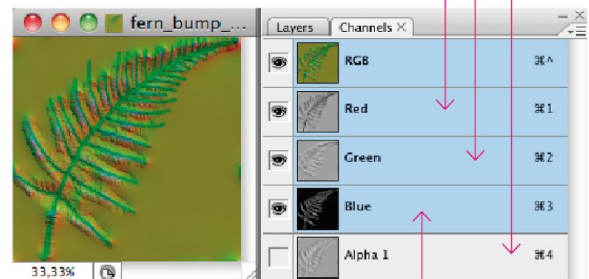 fern_bump_...
Layers
Channels ×
RGB ⌘^
Red ⌘1
Green ⌘2
Blue ⌘3
Alpha 1 ⌘4
33,33%